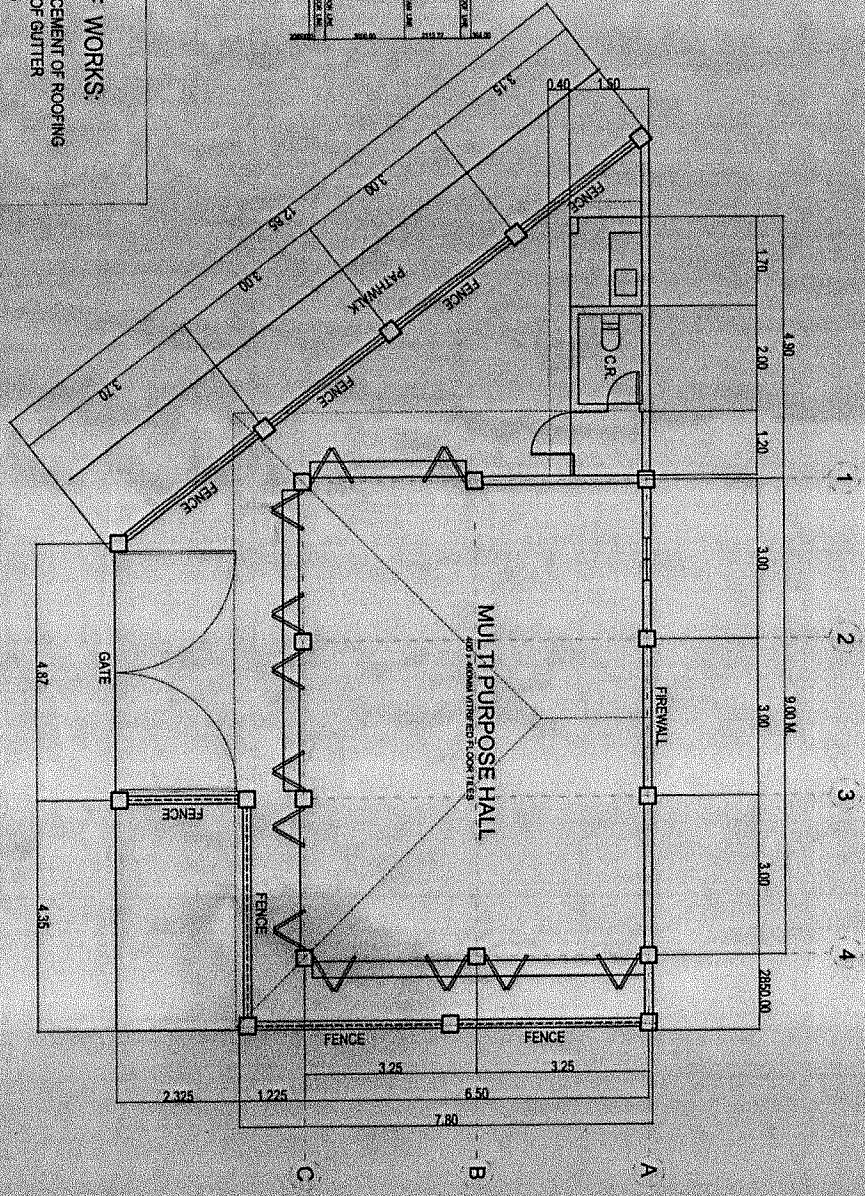 WORKS:
CEMENT OF ROOFING
OF GUTTER
3.15
3.00
3.00
3.70
12.85
PATHWALK
FENCE
FENCE
FENCE
FENCE
0.40
1.50
1.70
2.00
1.20
4.90
C.R.
3.00
3.00
3.00
9.00 M
2850.00
1
2
3
4
FIREWALL
MULTI PURPOSE HALL
VITRIFIED FLOOR TILES
GATE
4.87
4.35
FENCE
FENCE
FENCE
FENCE
3.25
3.25
2.325
1.225
6.50
7.80
C
B
A